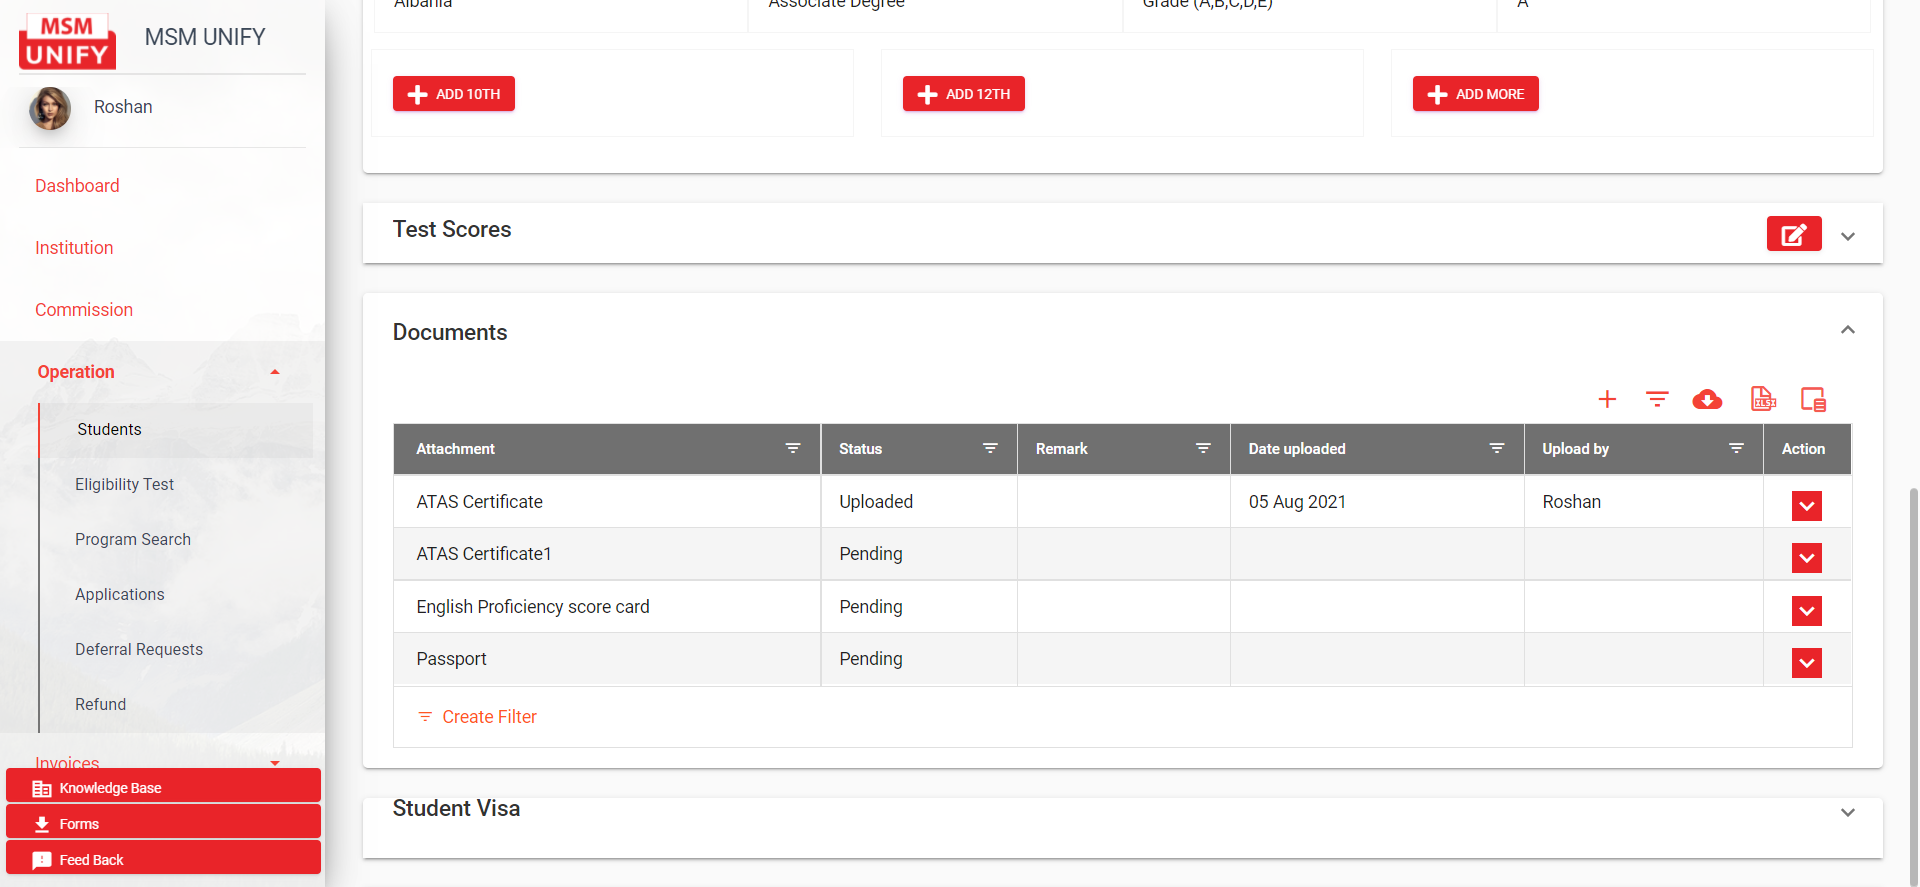 MSM
UNIFY
MSM UNIFY
Roshan
Dashboard
Institution
Commission
Operation
Students
Eligibility Test
Program Search
Applications
Deferral Requests
Refund
Invoices
Knowledge Base
Forms
Feed Back
Albania Associate Degree Grade (A,B,C,D,E) A
ADD 10TH ADD 12TH ADD MORE
Test Scores
Documents
XLSX
Attachment Status Remark Date uploaded Upload by Action
ATAS Certificate Uploaded 05 Aug 2021 Roshan
ATAS Certificate1 Pending
English Proficiency score card Pending
Passport Pending
Create Filter
Student Visa